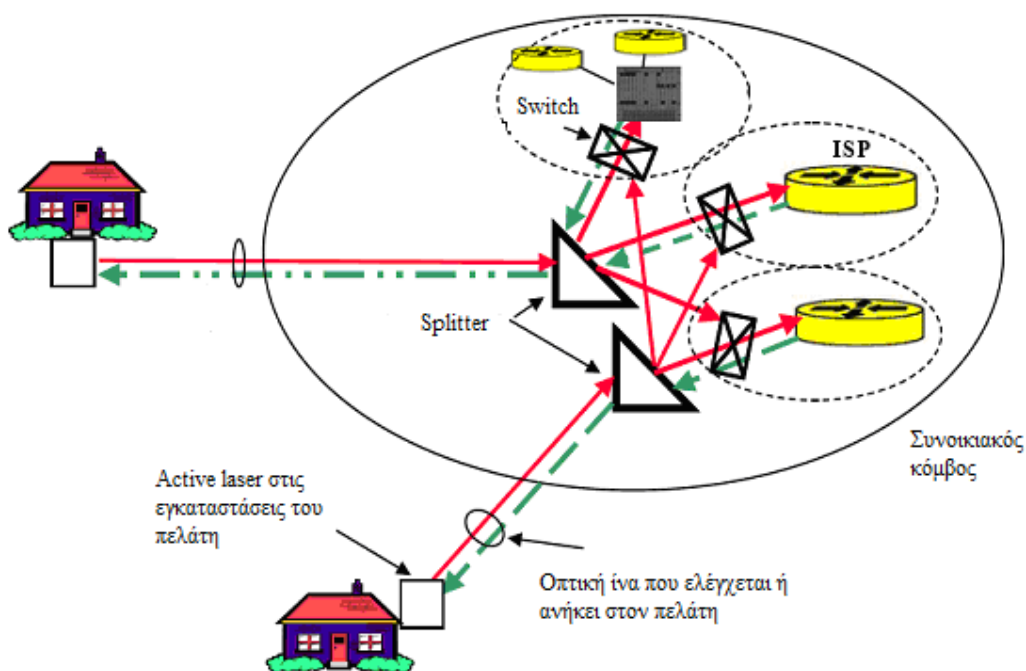 Switch
ISP
Splitter
Συνοικιακός
κόμβος
Active laser στις
εγκαταστάσεις του
πελάτη
Οπτική ίνα που ελέγχεται ή
ανήκει στον πελάτη